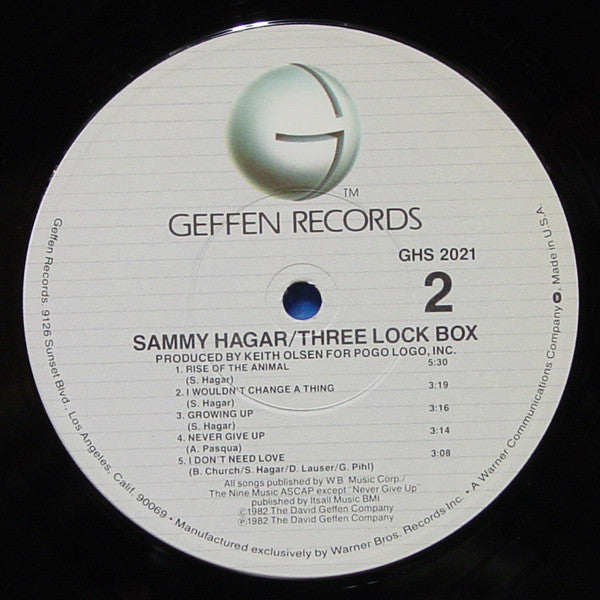 TM
GEFFEN RECORDS
GHS 2021
2
SAMMY HAGAR/THREE LOCK BOX
PRODUCED BY KEITH OLSEN FOR POGO LOGO, INC.
1. RISE OF THE ANIMAL 5:30
(S. Hagar)
2. I WOULDN'T CHANGE A THING 3:19
(S. Hagar)
3. GROWING UP 3:16
(S. Hagar)
4. NEVER GIVE UP 3:14
(A. Pasqua)
5. I DON'T NEED LOVE 3:08
(B. Church/S. Hagar/D. Lauser/G. Pihl)
All songs published by W B Music Corp./
The Nine Music ASCAP except "Never Give Up"
published by Itsall Music BMI
©1982 The David Geffen Company
℗1982 The David Geffen Company
Geffen Records 9126 Sunset Blvd., Los Angeles, Calif. 90069 • Manufactured exclusively by Warner Bros. Records Inc. • A Warner Communications Company, Made in U.S.A.